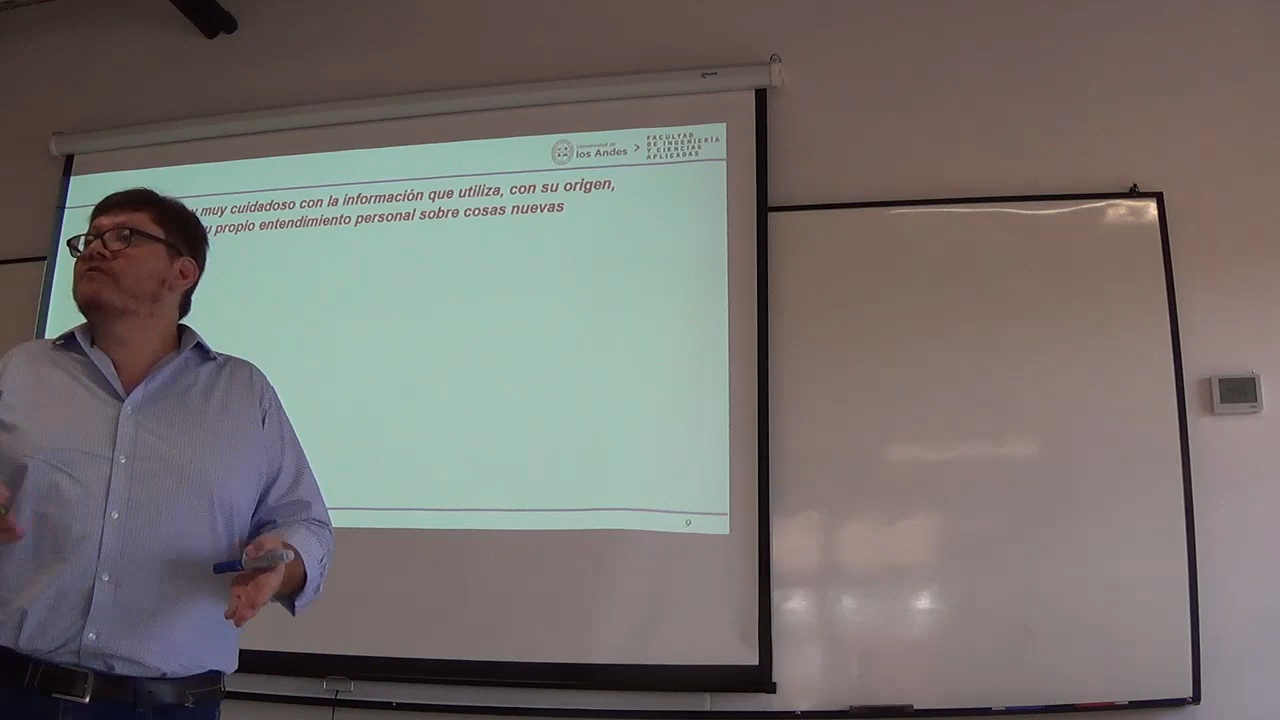 Universidad de
los Andes >
FACULTAD
DE INGENIERÍA
Y CIENCIAS
APLICADAS
muy cuidadoso con la información que utiliza, con su origen,
propio entendimiento personal sobre cosas nuevas
9